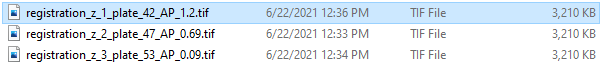 registration_z_1_plate_42_AP_1.2.tif 6/22/2021 12:36 PM TIF File 3,210 KB
registration_z_2_plate_47_AP_0.69.tif 6/22/2021 12:33 PM TIF File 3,210 KB
registration_z_3_plate_53_AP_0.09.tif 6/22/2021 12:34 PM TIF File 3,210 KB